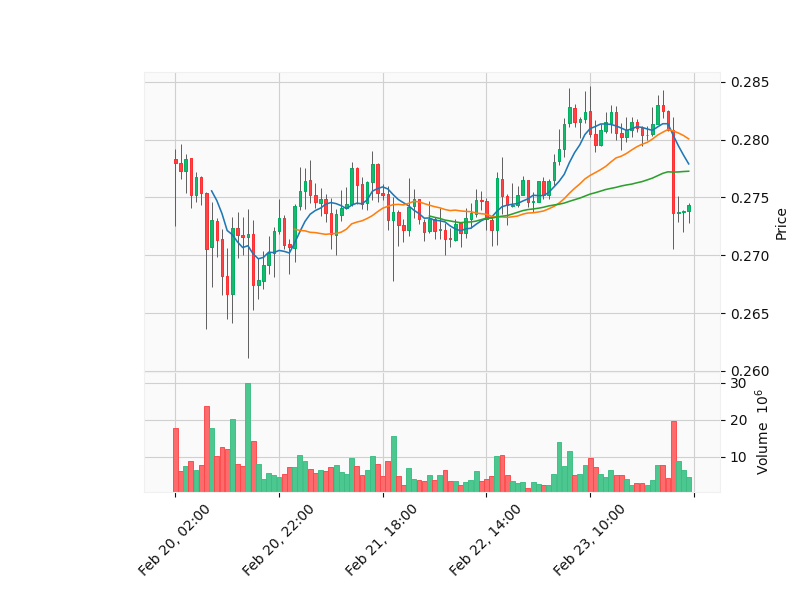 0.285
0.280
0.275
0.270
0.265
0.260
Price
30
20
10
Volume 10^6
Feb 20, 02:00
Feb 20, 22:00
Feb 21, 18:00
Feb 22, 14:00
Feb 23, 10:00